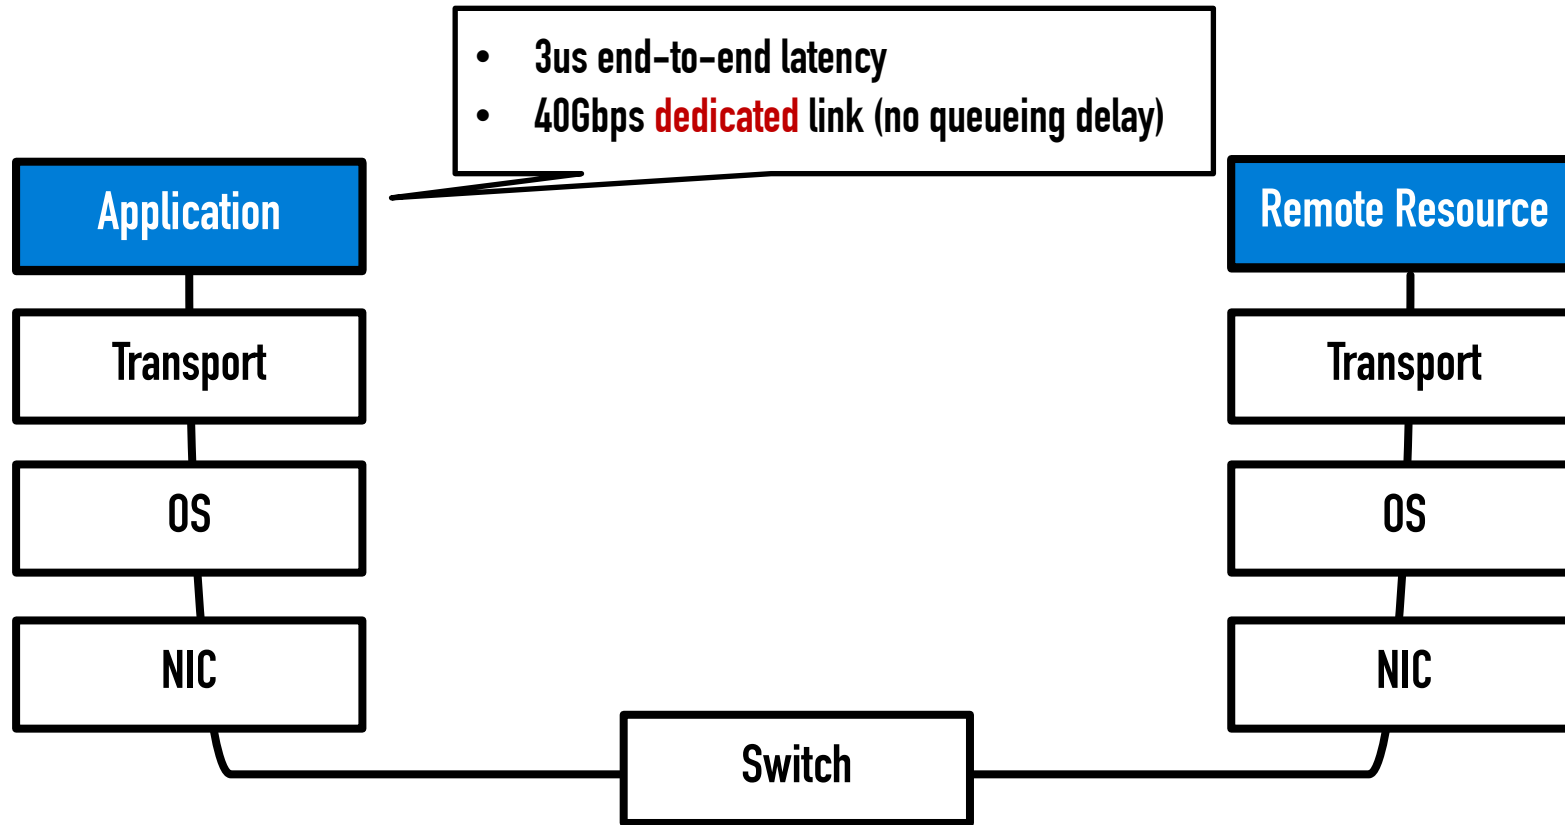 • 3us end-to-end latency
• 40Gbps dedicated link (no queueing delay)
Application
Remote Resource
Transport
Transport
OS
OS
NIC
NIC
Switch